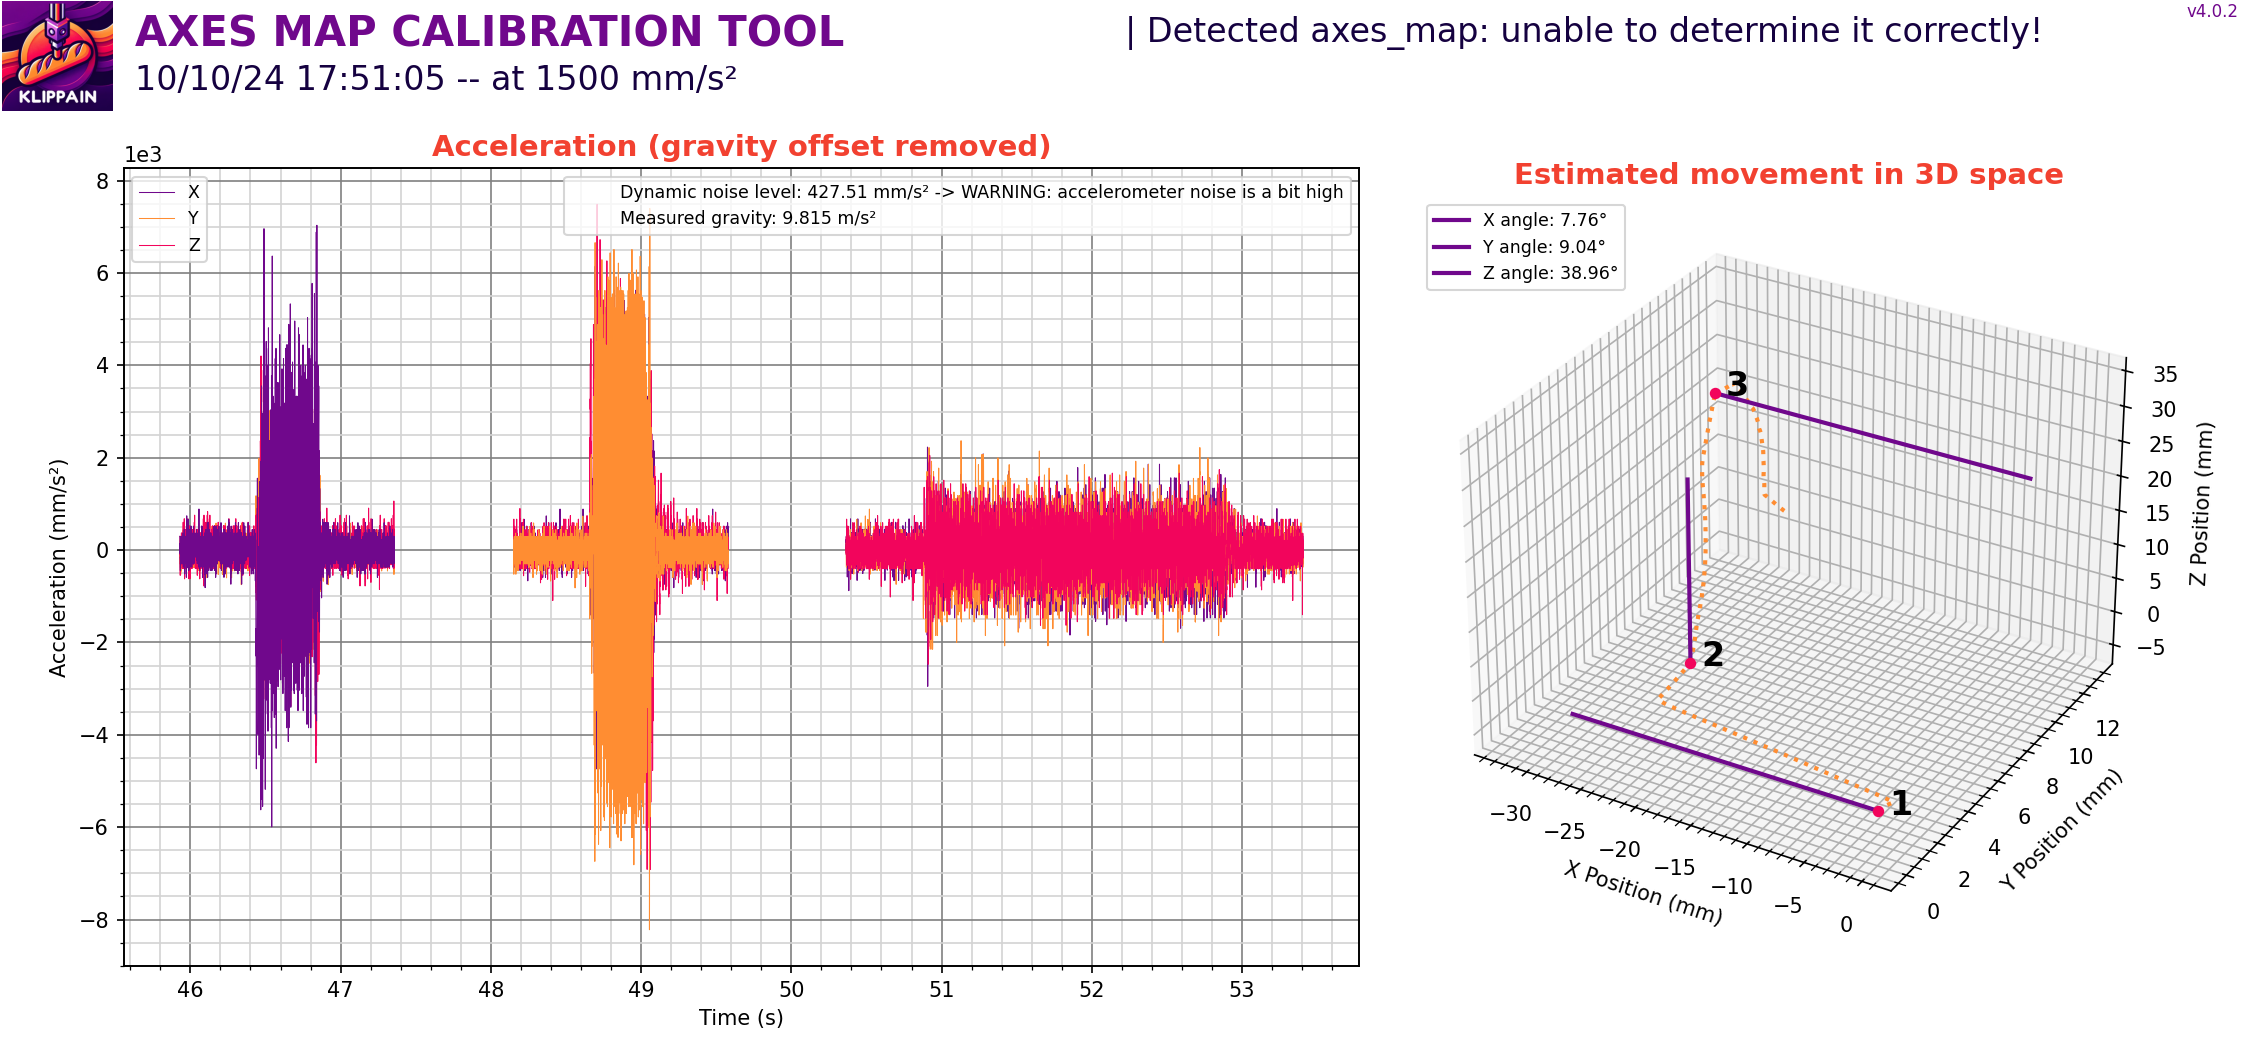 KLIPPAIN
AXES MAP CALIBRATION TOOL
10/10/24 17:51:05 -- at 1500 mm/s²
| Detected axes_map: unable to determine it correctly!
v4.0.2
Acceleration (gravity offset removed)
1e3
X
Y
Z
Dynamic noise level: 427.51 mm/s² -> WARNING: accelerometer noise is a bit high
Measured gravity: 9.815 m/s²
8
6
4
2
0
−2
−4
−6
−8
Acceleration (mm/s²)
46
47
48
49
50
51
52
53
Time (s)
Estimated movement in 3D space
X angle: 7.76°
Y angle: 9.04°
Z angle: 38.96°
3
2
1
−30
−25
−20
−15
−10
−5
0
X Position (mm)
0
2
4
6
8
10
12
Y Position (mm)
35
30
25
20
15
10
5
0
−5
Z Position (mm)